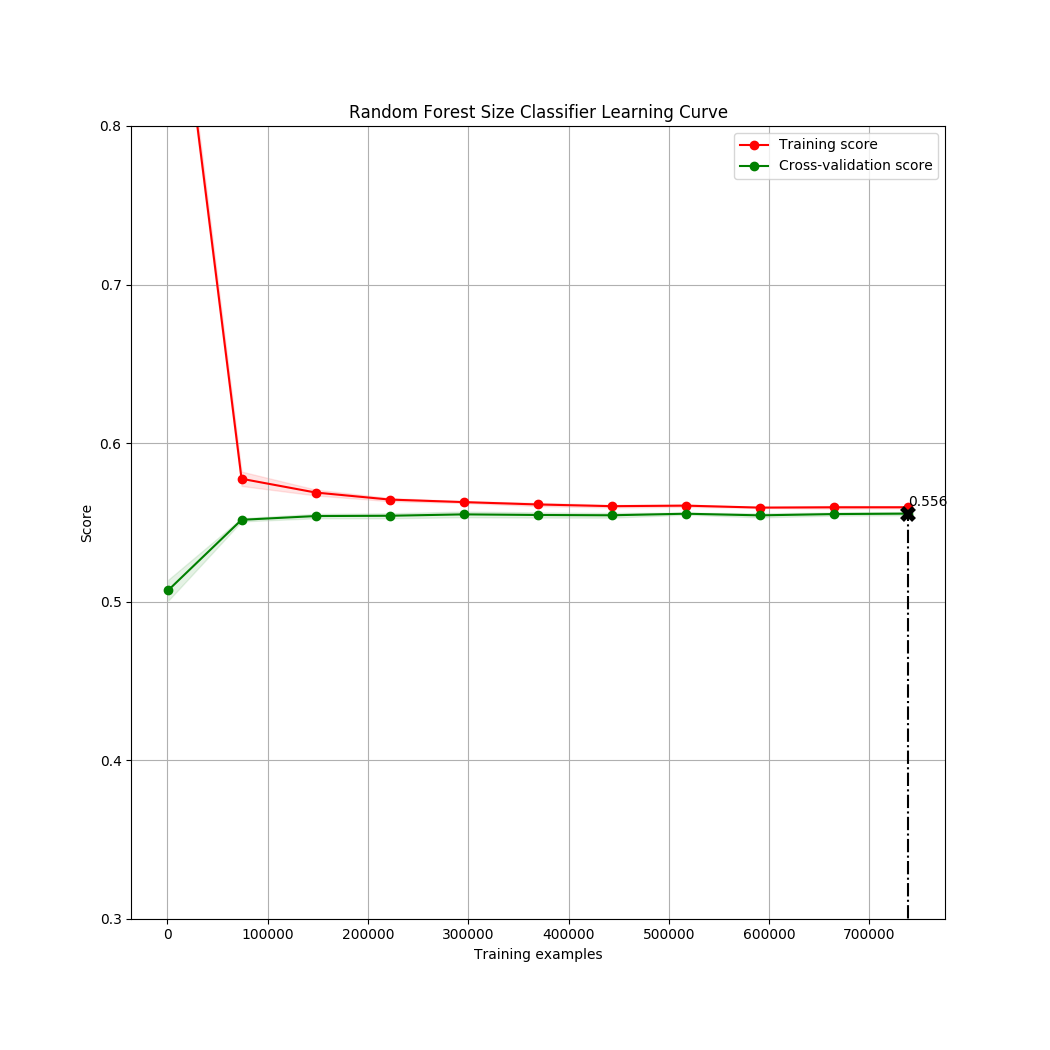 Random Forest Size Classifier Learning Curve
0.8
Training score
Cross-validation score
0.7
0.6
0.556
Score
0.5
0.4
0.3
0 100000 200000 300000 400000 500000 600000 700000
Training examples